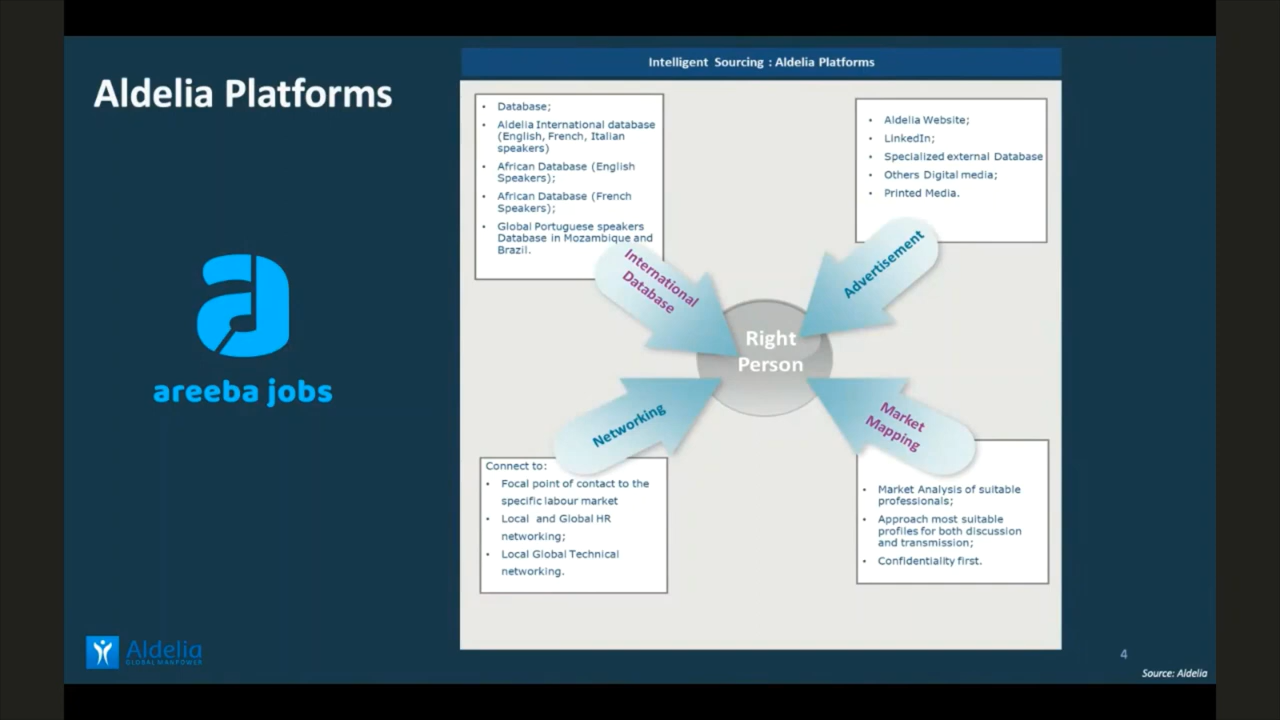 Aldelia Platforms
areeba jobs
Intelligent Sourcing : Aldelia Platforms
• Database;
• Aldelia International database
(English, French, Italian
speakers)
• African Database (English
Speakers);
• African Database (French
Speakers);
• Global Portuguese speakers
Database in Mozambique and
Brazil.
• Aldelia Website;
• LinkedIn;
• Specialized external Database
• Others Digital media;
• Printed Media.
International
Database
Advertisement
Right
Person
Networking
Market
Mapping
Connect to:
• Focal point of contact to the
specific labour market
• Local and Global HR
networking;
• Local Global Technical
networking.
• Market Analysis of suitable
professionals;
• Approach most suitable
profiles for both discussion
and transmission;
• Confidentiality first.
Aldelia
GLOBAL MANPOWER
4
Source: Aldelia